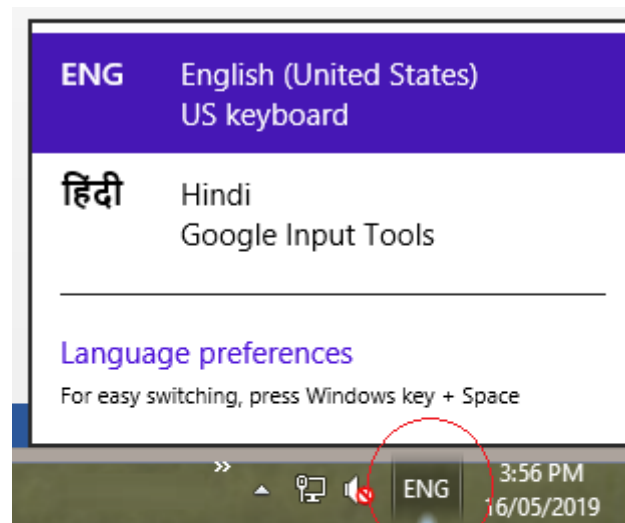 ENG English (United States)
US keyboard
हिंदी Hindi
Google Input Tools
Language preferences
For easy switching, press Windows key + Space
» ENG 3:56 PM
16/05/2019